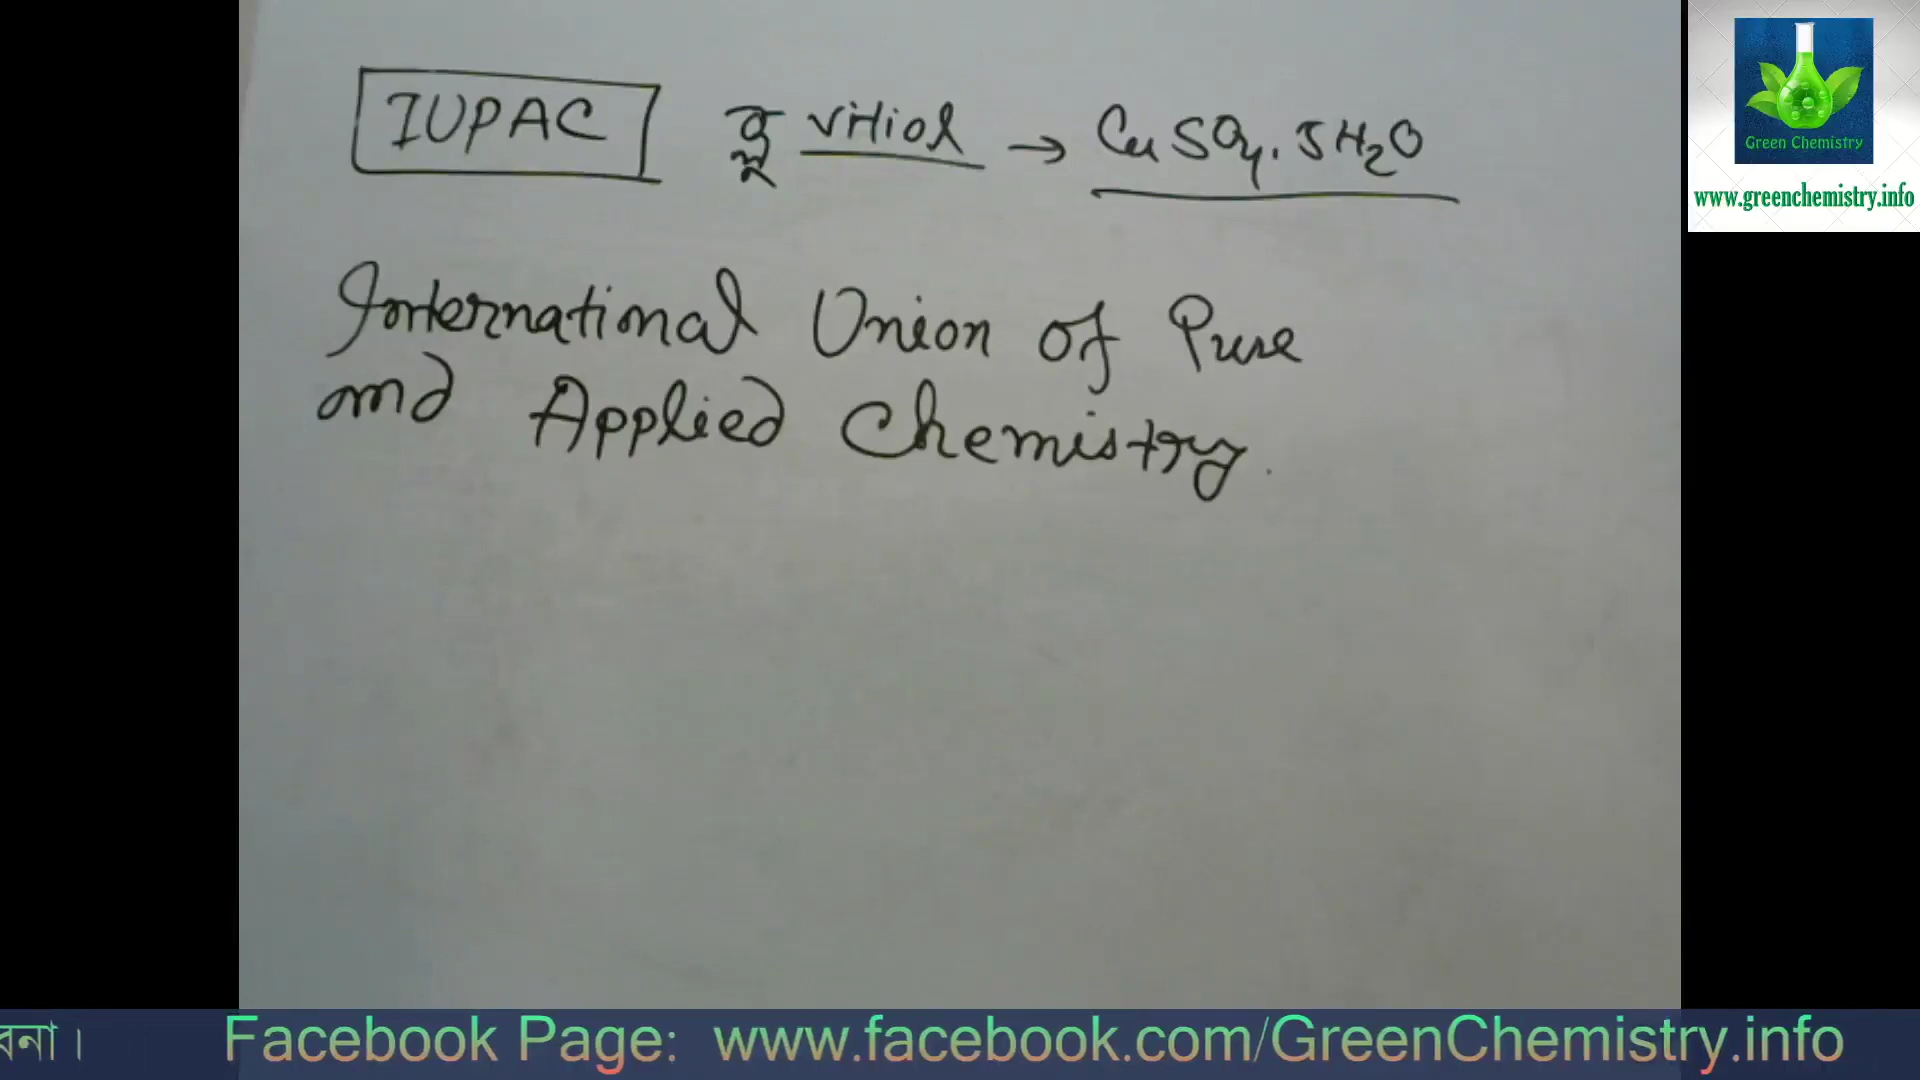 IUPAC ব্লু vitriol → CuSO4.5H2O
International Union of Pure
and Applied Chemistry.
Green Chemistry
www.greenchemistry.info
বনা। Facebook Page: www.facebook.com/GreenChemistry.info